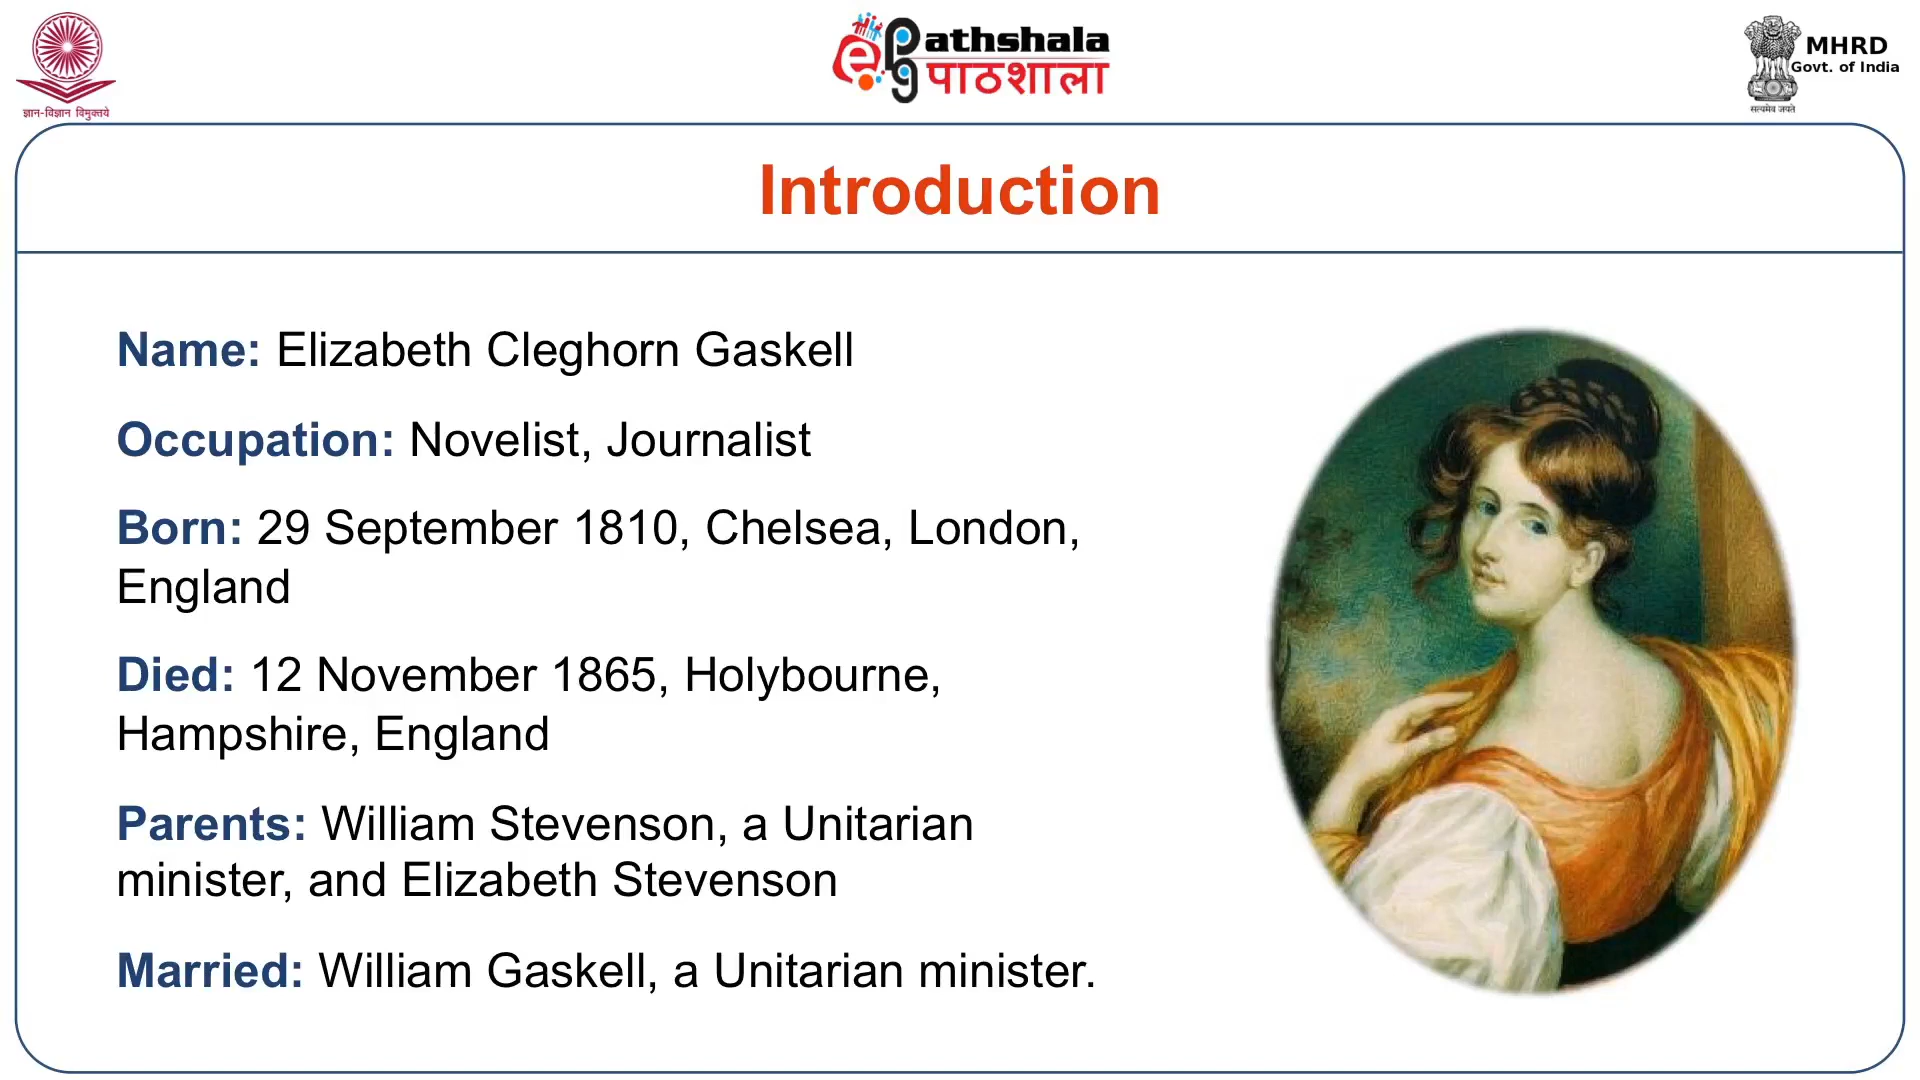 ज्ञान-विज्ञान विमुक्तये
ePathshala
पाठशाला
MHRD
Govt. of India
सत्यमेव जयते
Introduction
Name: Elizabeth Cleghorn Gaskell
Occupation: Novelist, Journalist
Born: 29 September 1810, Chelsea, London,
England
Died: 12 November 1865, Holybourne,
Hampshire, England
Parents: William Stevenson, a Unitarian
minister, and Elizabeth Stevenson
Married: William Gaskell, a Unitarian minister.